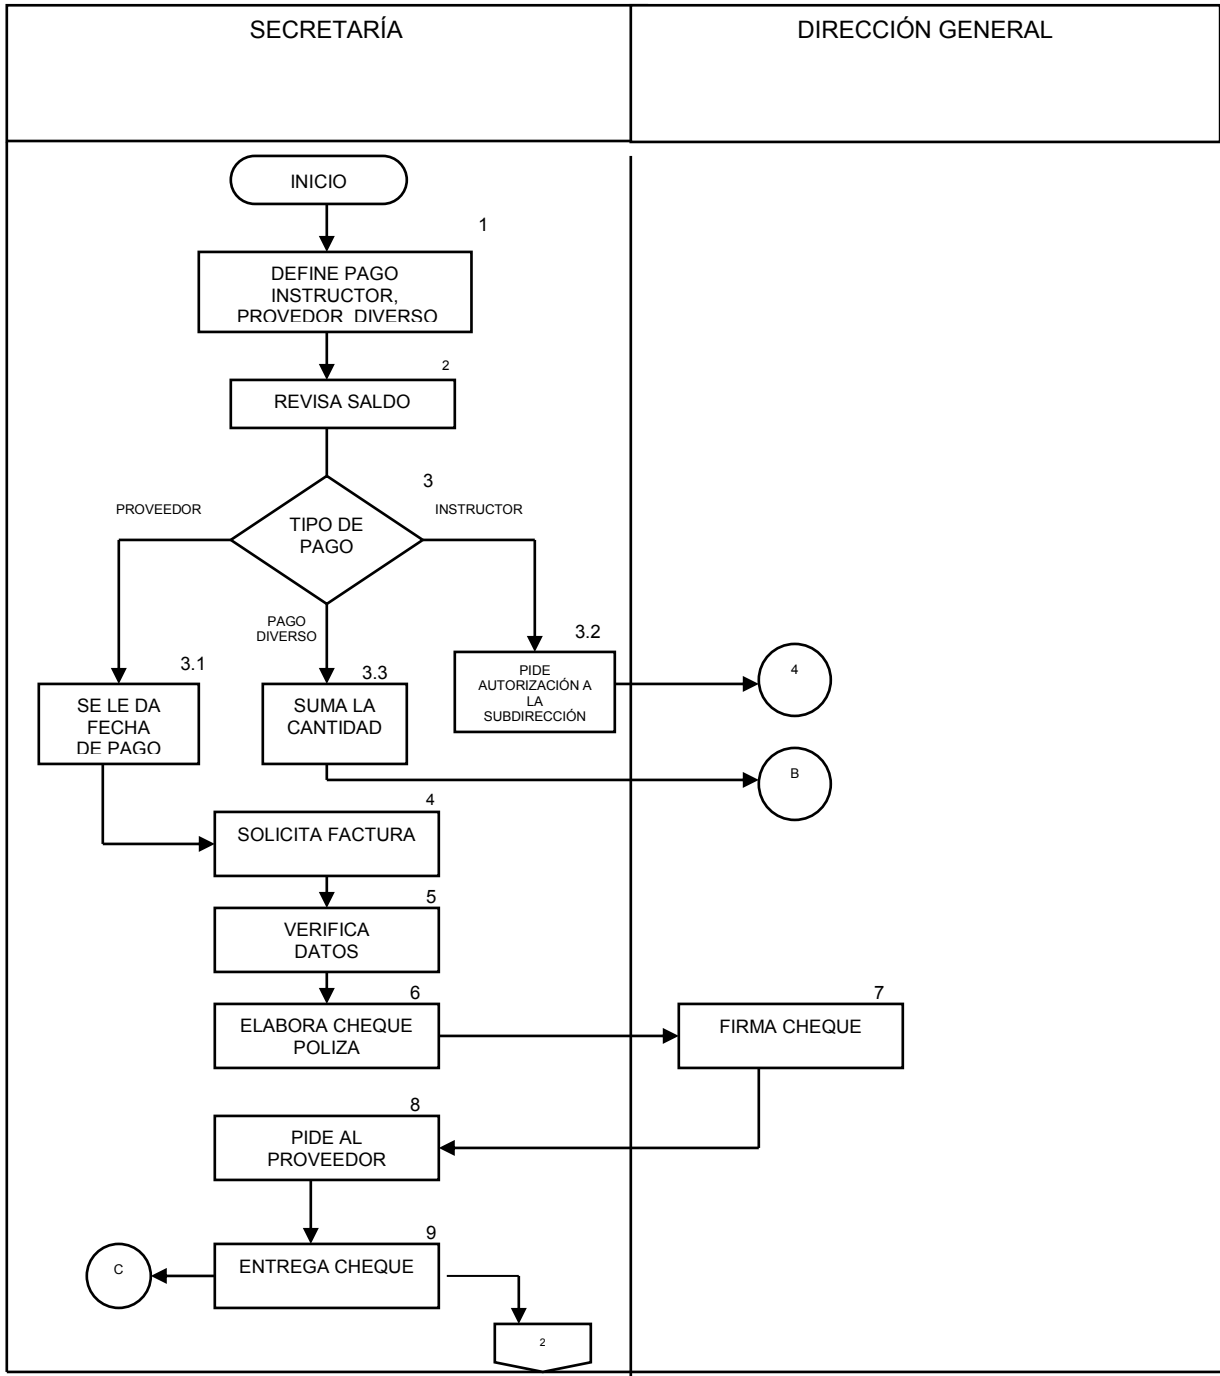 SECRETARÍA
DIRECCIÓN GENERAL
INICIO
1
DEFINE PAGO
INSTRUCTOR,
PROVEDOR DIVERSO
2
REVISA SALDO
3
PROVEEDOR
INSTRUCTOR
TIPO DE
PAGO
PAGO
DIVERSO
3.1
SE LE DA
FECHA
DE PAGO
3.3
SUMA LA
CANTIDAD
3.2
PIDE
AUTORIZACIÓN A
LA
SUBDIRECCIÓN
4
B
4
SOLICITA FACTURA
5
VERIFICA
DATOS
6
ELABORA CHEQUE
POLIZA
7
FIRMA CHEQUE
8
PIDE AL
PROVEEDOR
9
ENTREGA CHEQUE
C
2